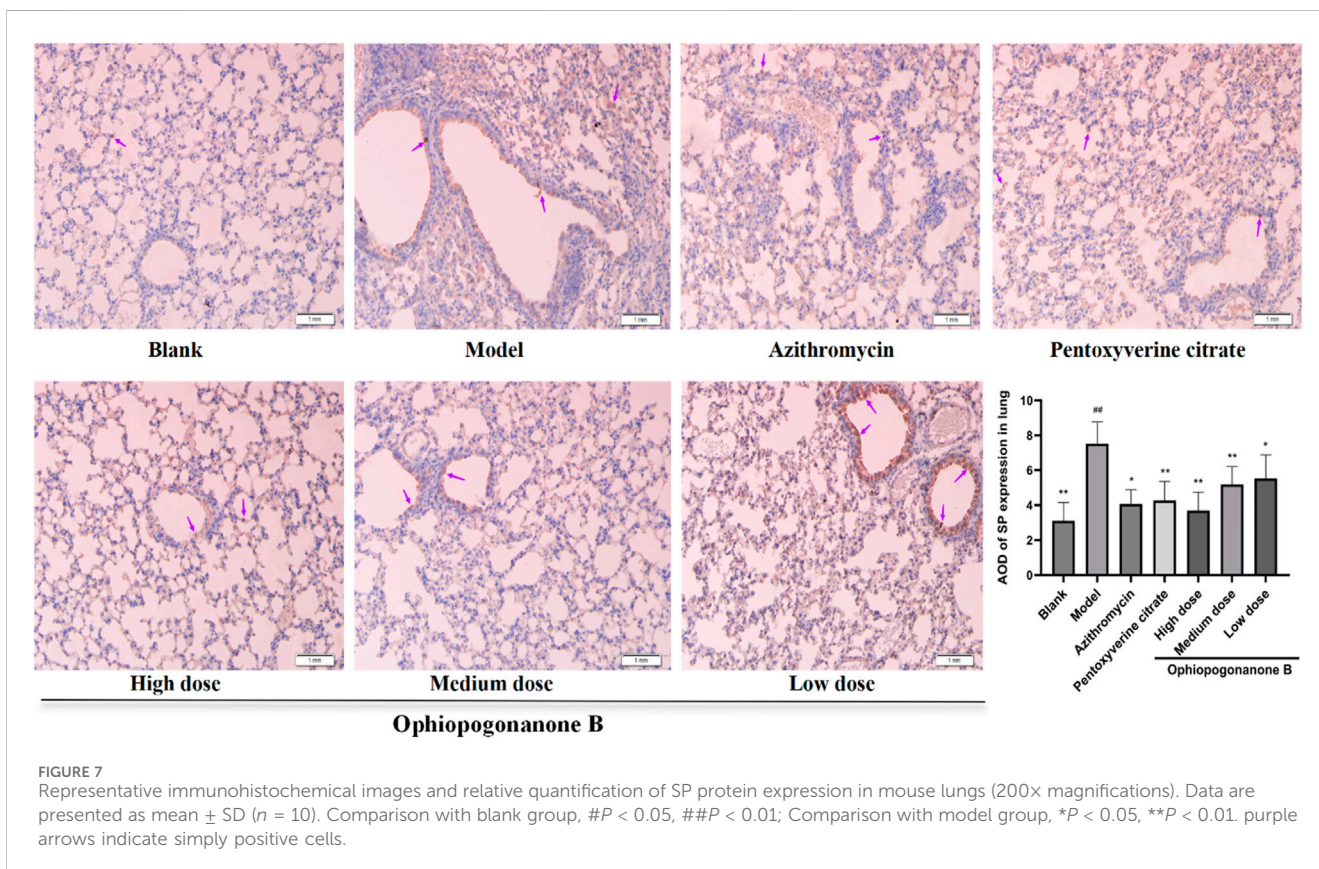 1 mm
1 mm
1 mm
1 mm
Blank
Model
Azithromycin
Pentoxyverine citrate
1 mm
1 mm
1 mm
High dose
Medium dose
Low dose
Ophiopogonanone B
AOD of SP expression in lung
10
8
6
4
2
0
**
##
*
**
**
**
*
Blank
Model
Azithromycin
Pentoxyverine citrate
High dose
Medium dose
Low dose
Ophiopogonanone B
FIGURE 7
Representative immunohistochemical images and relative quantification of SP protein expression in mouse lungs (200× magnifications). Data are
presented as mean ± SD (n = 10). Comparison with blank group, #P < 0.05, ##P < 0.01; Comparison with model group, *P < 0.05, **P < 0.01. purple
arrows indicate simply positive cells.